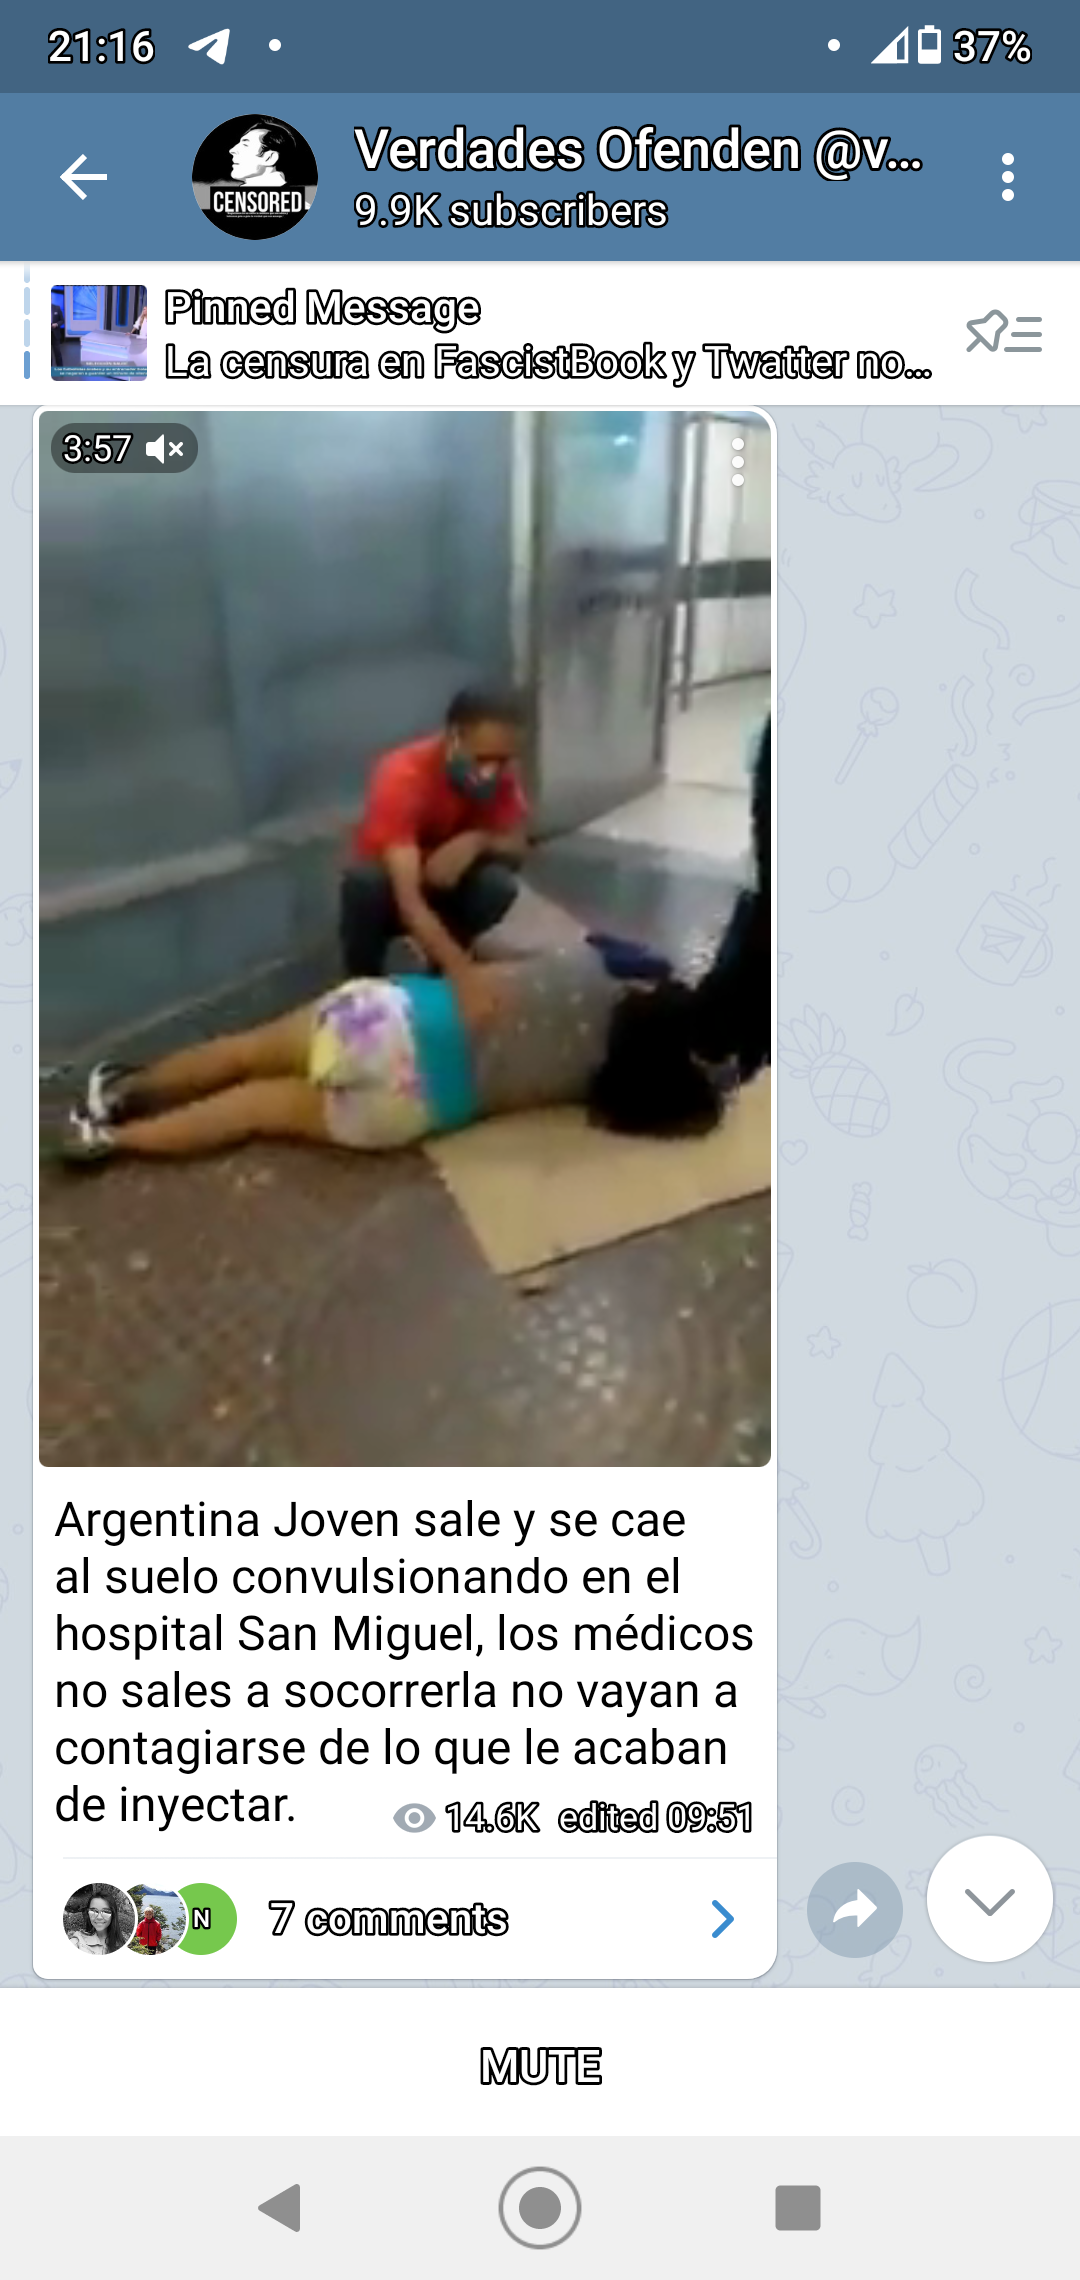 21:16
37%
Verdades Ofenden @v...
9.9K subscribers
CENSORED
Pinned Message
La censura en FascistBook y Twatter no...
3:57
Argentina Joven sale y se cae
al suelo convulsionando en el
hospital San Miguel, los médicos
no sales a socorrerla no vayan a
contagiarse de lo que le acaban
de inyectar.
14.6K edited 09:51
N
7 comments
MUTE